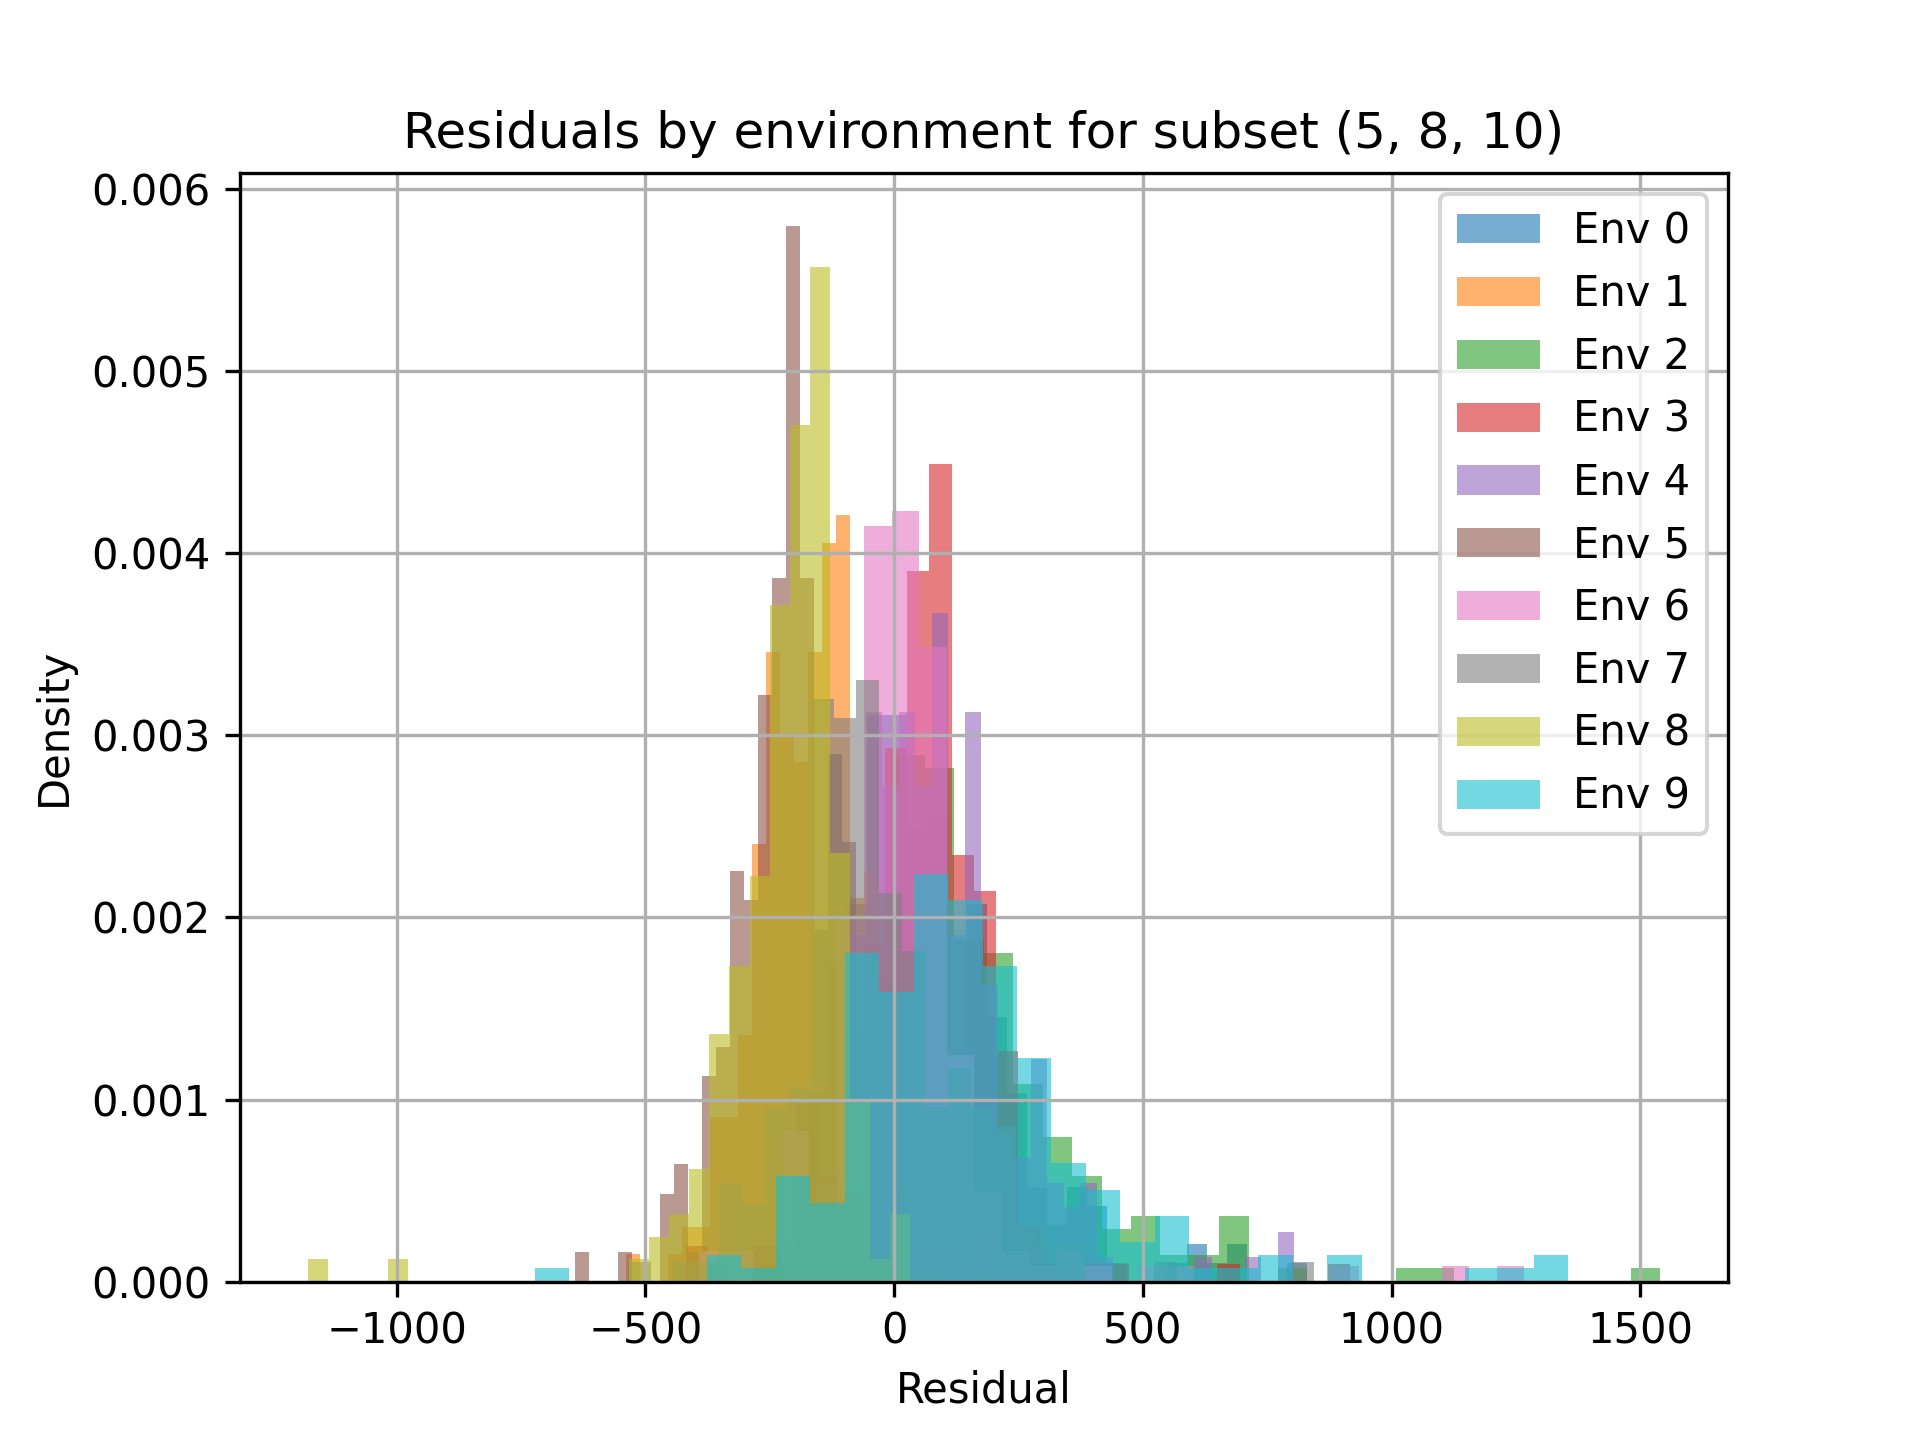 Residuals by environment for subset (5, 8, 10)
0.006
0.005
0.004
0.003
0.002
0.001
0.000
Density
−1000
−500
0
500
1000
1500
Residual
Env 0
Env 1
Env 2
Env 3
Env 4
Env 5
Env 6
Env 7
Env 8
Env 9